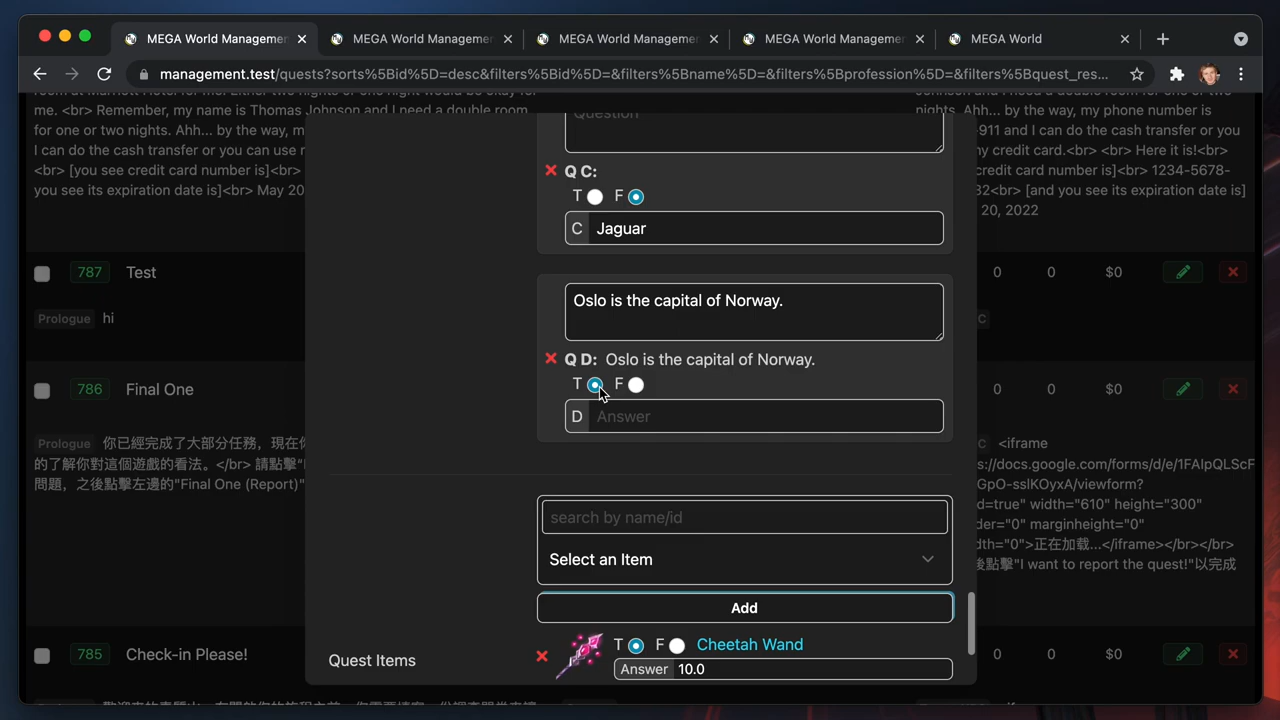 MEGA World Managemen
MEGA World Managemen
MEGA World Managemen
MEGA World Managemen
MEGA World
management.test/quests?sorts%5Bid%5D=desc&filters%5Bid%5D=&filters%5Bname%5D=&filters%5Bprofession%5D=&filters%5Bquest_res...
me. <br> Remember, my name is Thomas Johnson and I need a double room
for one or two nights. Ahh... by the way, m
I can do the cash transfer or you can use r
<br> [you see credit card number is]<br>
you see its expiration date is]<br> May 20
nights. Ahh... by the way, my phone number is
-911 and I can do the cash transfer or you
my credit card.<br> <br> Here it is!<br>
credit card number is]<br> 1234-5678-
32<br> [and you see its expiration date is]
20, 2022
Question
Q C:
T F
C Jaguar
787 Test
0 0 $0
Prologue hi
C
Oslo is the capital of Norway.
Q D: Oslo is the capital of Norway.
T F
D Answer
786 Final One
0 0 $0
Prologue 你已經完成了大部分任務，現在你
的了解你對這個遊戲的看法。</br> 請點擊"
問題，之後點擊左邊的"Final One (Report)"
C <iframe
s://docs.google.com/forms/d/e/1FAIpQLScF
GpO-sslKOyxA/viewform?
d=true" width="610" height="300"
der="0" marginheight="0"
dth="0">正在加载...</iframe></br></br>
後點擊"I want to report the quest!"以完成
search by name/id
Select an Item
Add
785 Check-in Please!
0 0 $0
Quest Items
T F Cheetah Wand
Answer 10.0